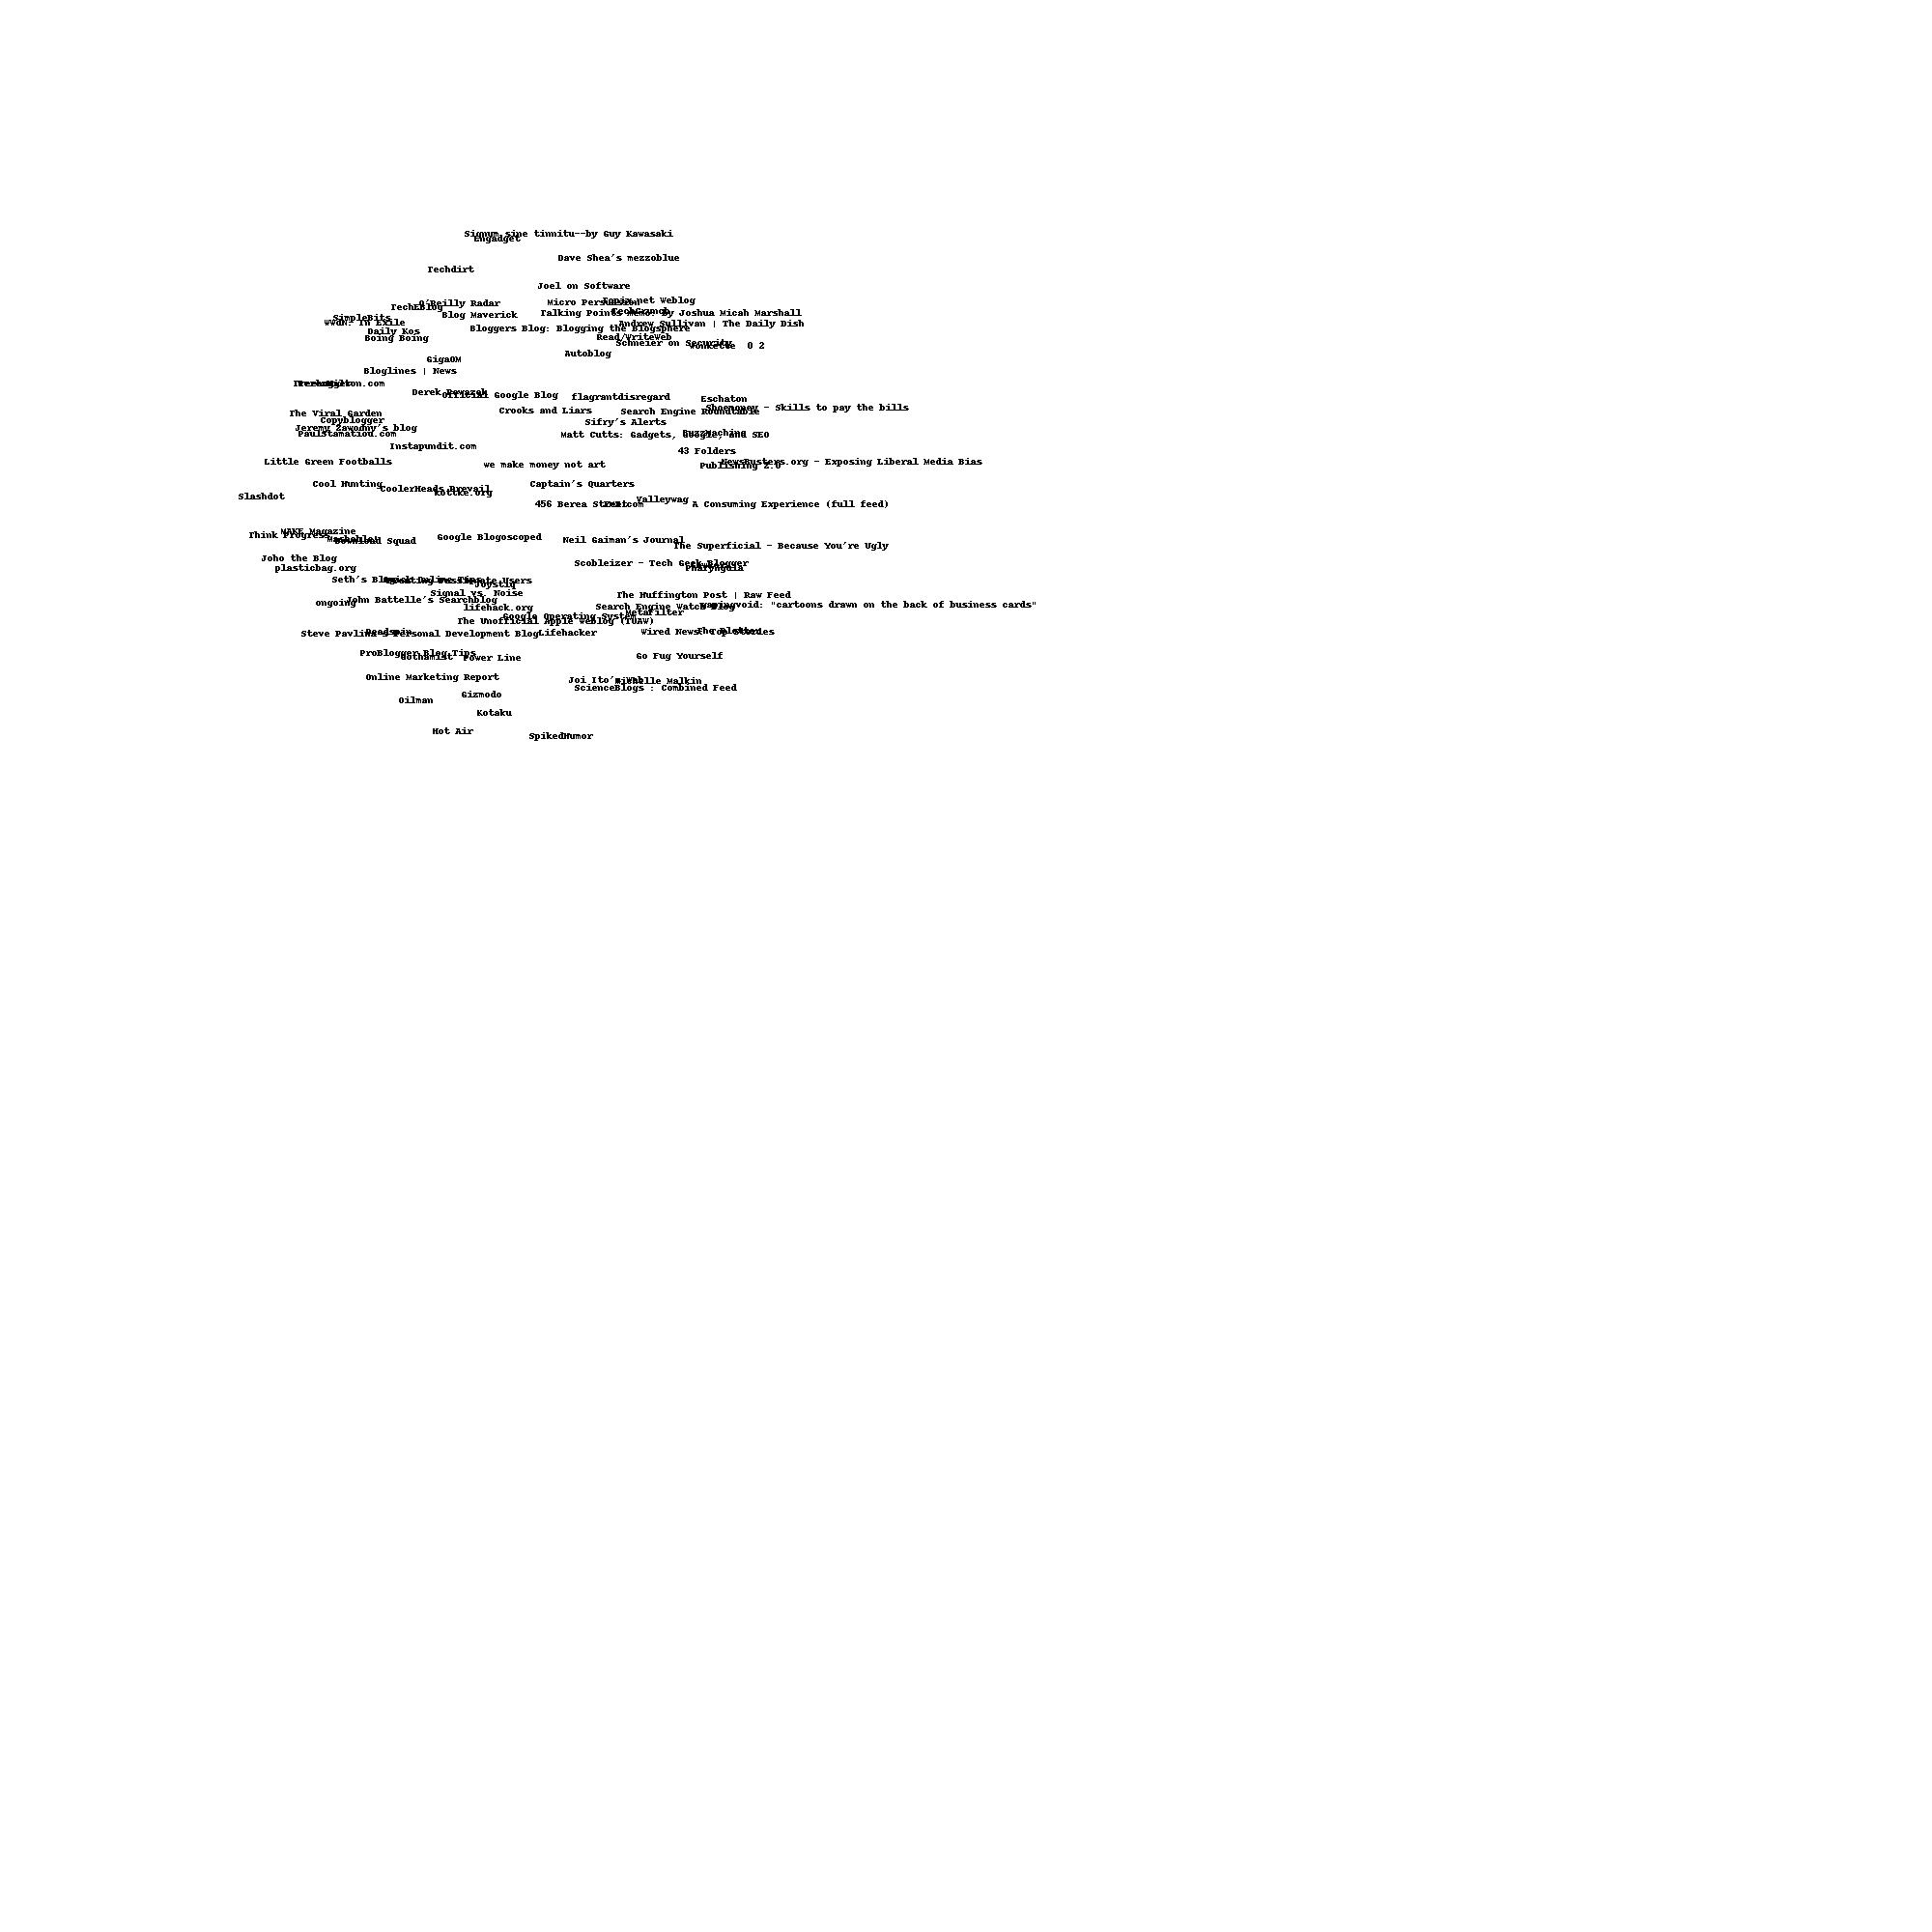 Signum sine tinnitu--by Guy Kawasaki
Engadget
Dave Shea's mezzoblue
Techdirt
Joel on Software
Topix.net Weblog
O'Reilly Radar
Micro Persuasion
TechEBlog
TechCrunch
Talking Points Memo: by Joshua Micah Marshall
Blog Maverick
SimpleBits
WWdN: In Exile
Andrew Sullivan | The Daily Dish
Bloggers Blog: Blogging the Blogsphere
Daily Kos
Read/WriteWeb
Boing Boing
Schneier on Security
Wonkette  0 2
Autoblog
GigaOM
Bloglines | News
Derek Powazek
Official Google Blog
flagrantdisregard
Eschaton
Shoemoney - Skills to pay the bills
Crooks and Liars
Search Engine Roundtable
The Viral Garden
Copyblogger
Sifry's Alerts
Jeremy Zawodny's blog
PaulStamatiou.com
BuzzMachine
Matt Cutts: Gadgets, Google, and SEO
Instapundit.com
43 Folders
Little Green Footballs
NewsBusters.org - Exposing Liberal Media Bias
we make money not art
Publishing 2.0
Cool Hunting
Captain's Quarters
CoolerHeads Prevail
kottke.org
Slashdot
Valleywag
456 Berea Street
A Consuming Experience (full feed)
MAKE Magazine
Think Progress
Google Blogoscoped
Mashable!
Download Squad
Neil Gaiman's Journal
The Superficial - Because You're Ugly
Joho the Blog
Scobleizer - Tech Geek Blogger
plasticbag.org
Pharyngula
Seth's Blog
Creating Passionate Users
Joystiq
Signal vs. Noise
The Huffington Post | Raw Feed
John Battelle's Searchblog
ongoing
gapingvoid: "cartoons drawn on the back of business cards"
lifehack.org
Search Engine Watch Blog
MetaFilter
Google Operating System
The Unofficial Apple Weblog (TUAW)
Deadspin
Steve Pavlina's Personal Development Blog
Lifehacker
Wired News: Top Stories
The Blotter
ProBlogger Blog Tips
Gothamist
Power Line
Go Fug Yourself
Online Marketing Report
Joi Ito's Web
Michelle Malkin
ScienceBlogs : Combined Feed
Gizmodo
Oilman
Kotaku
Hot Air
SpikedHumor